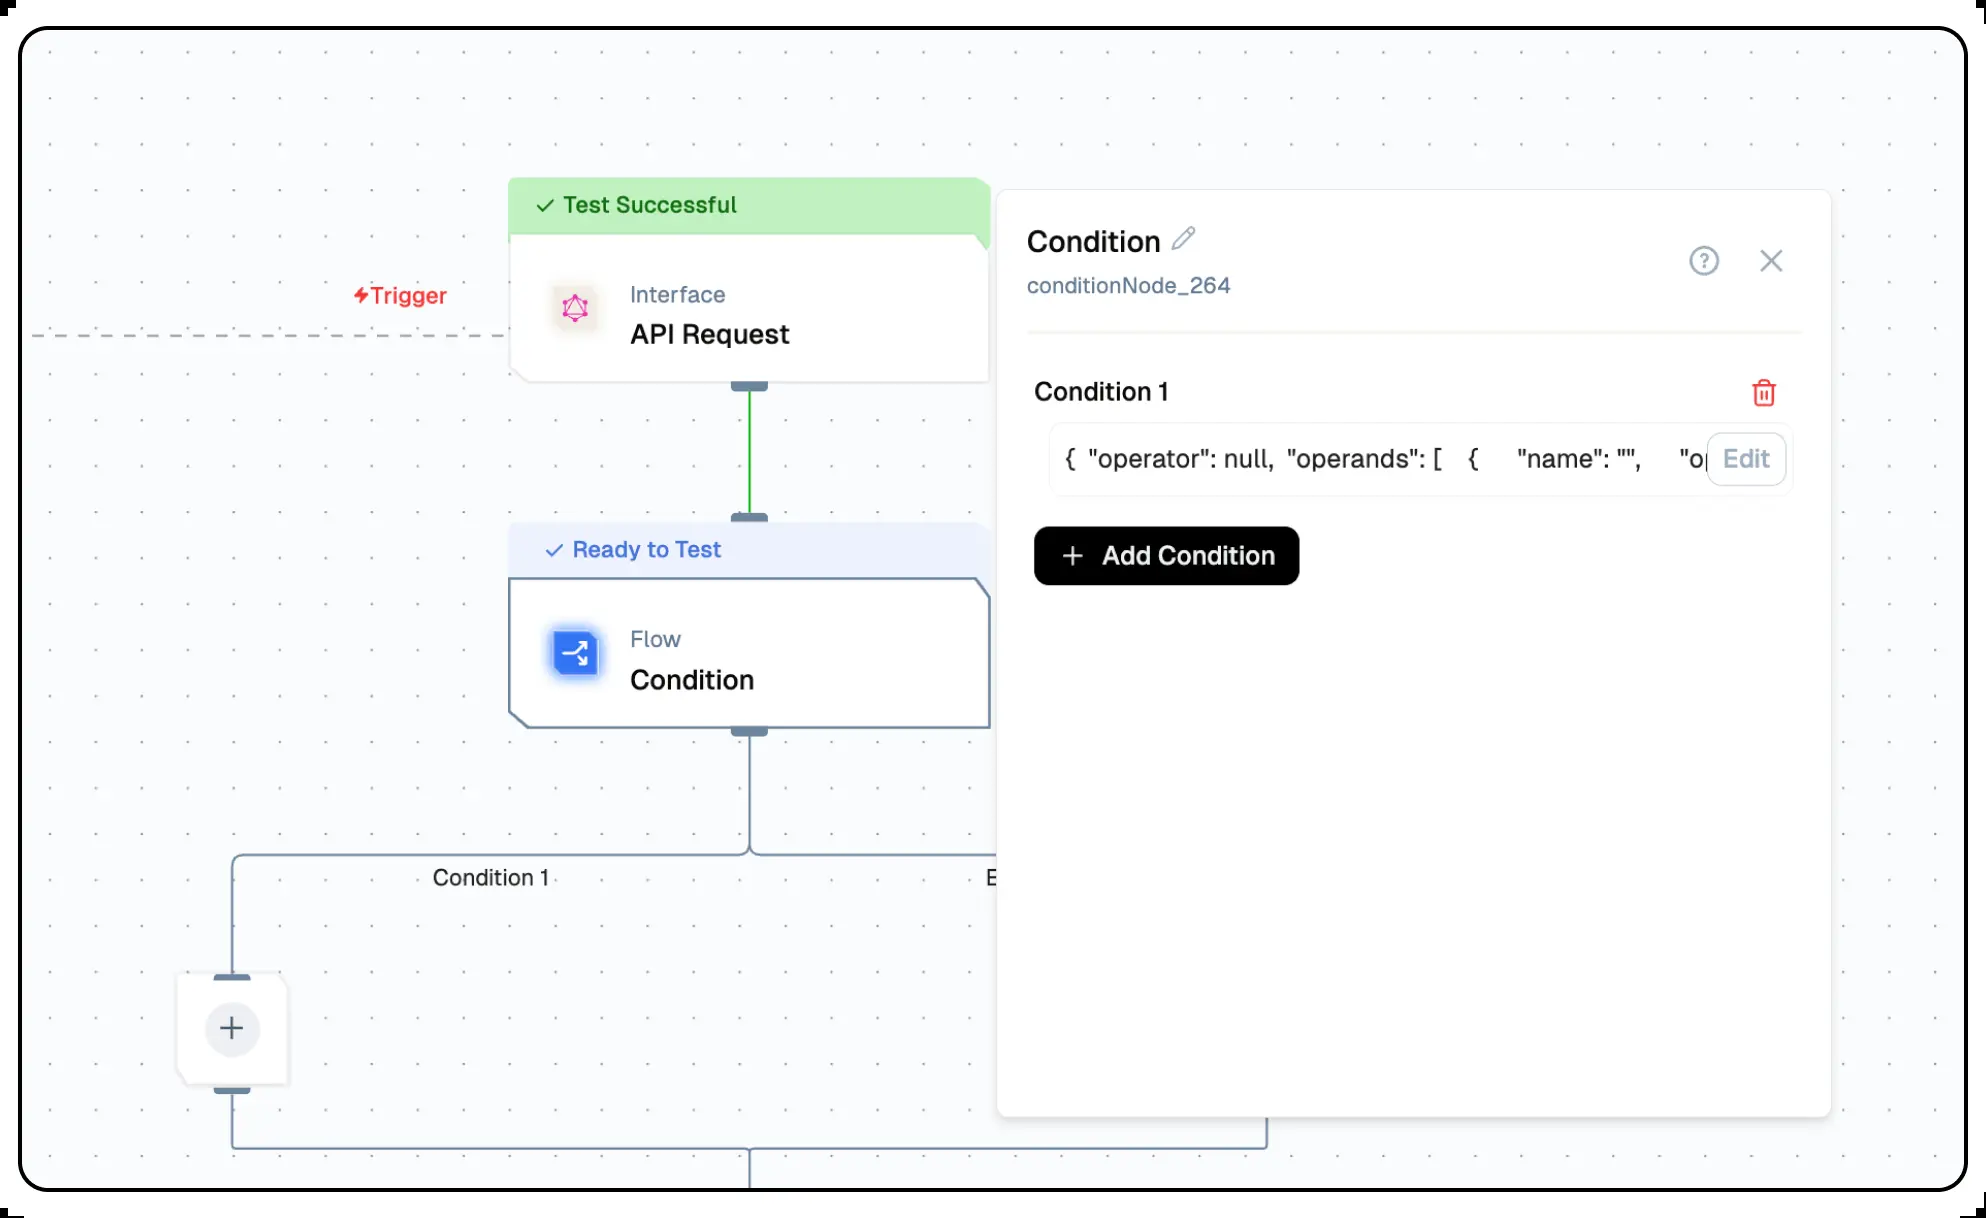 Test Successful
Trigger
Interface
API Request
Ready to Test
Flow
Condition
Condition 1
Condition
conditionNode_264
Condition 1
{ "operator": null, "operands": [ { "name": "",
Edit
+ Add Condition